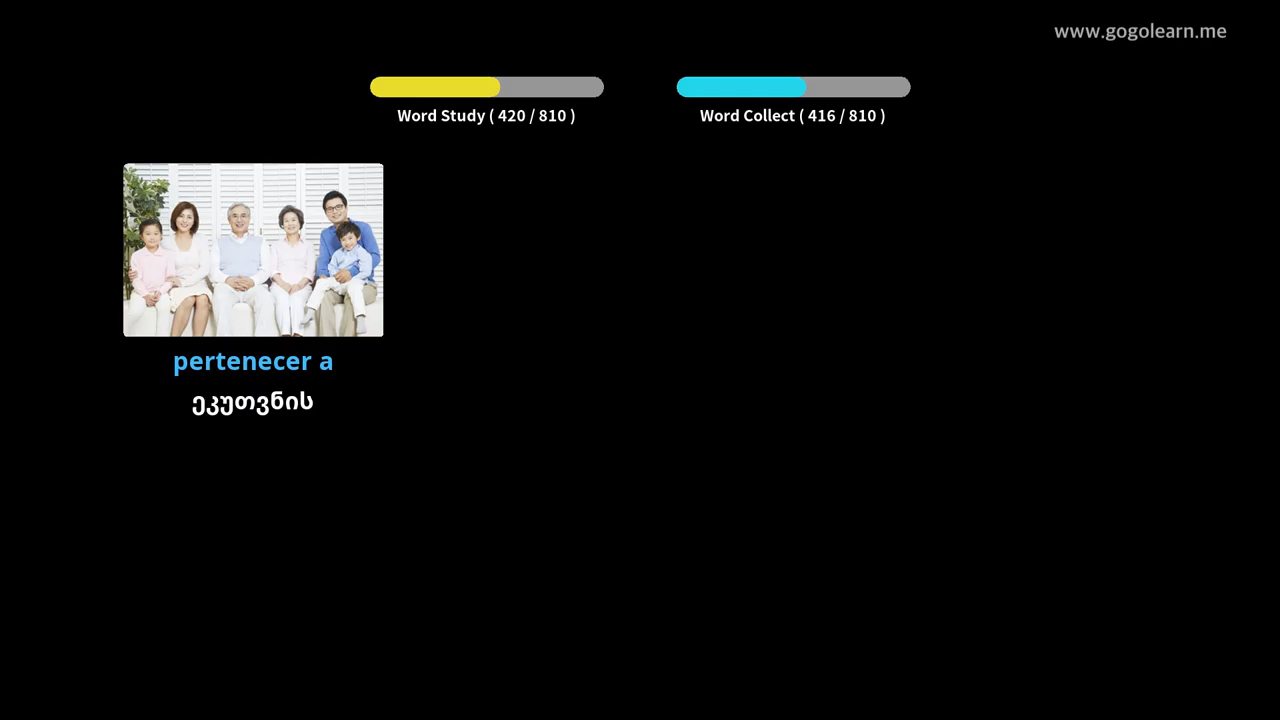 www.gogolearn.me
Word Study ( 420 / 810 )
Word Collect ( 416 / 810 )
pertenecer a
ეკუთვნის